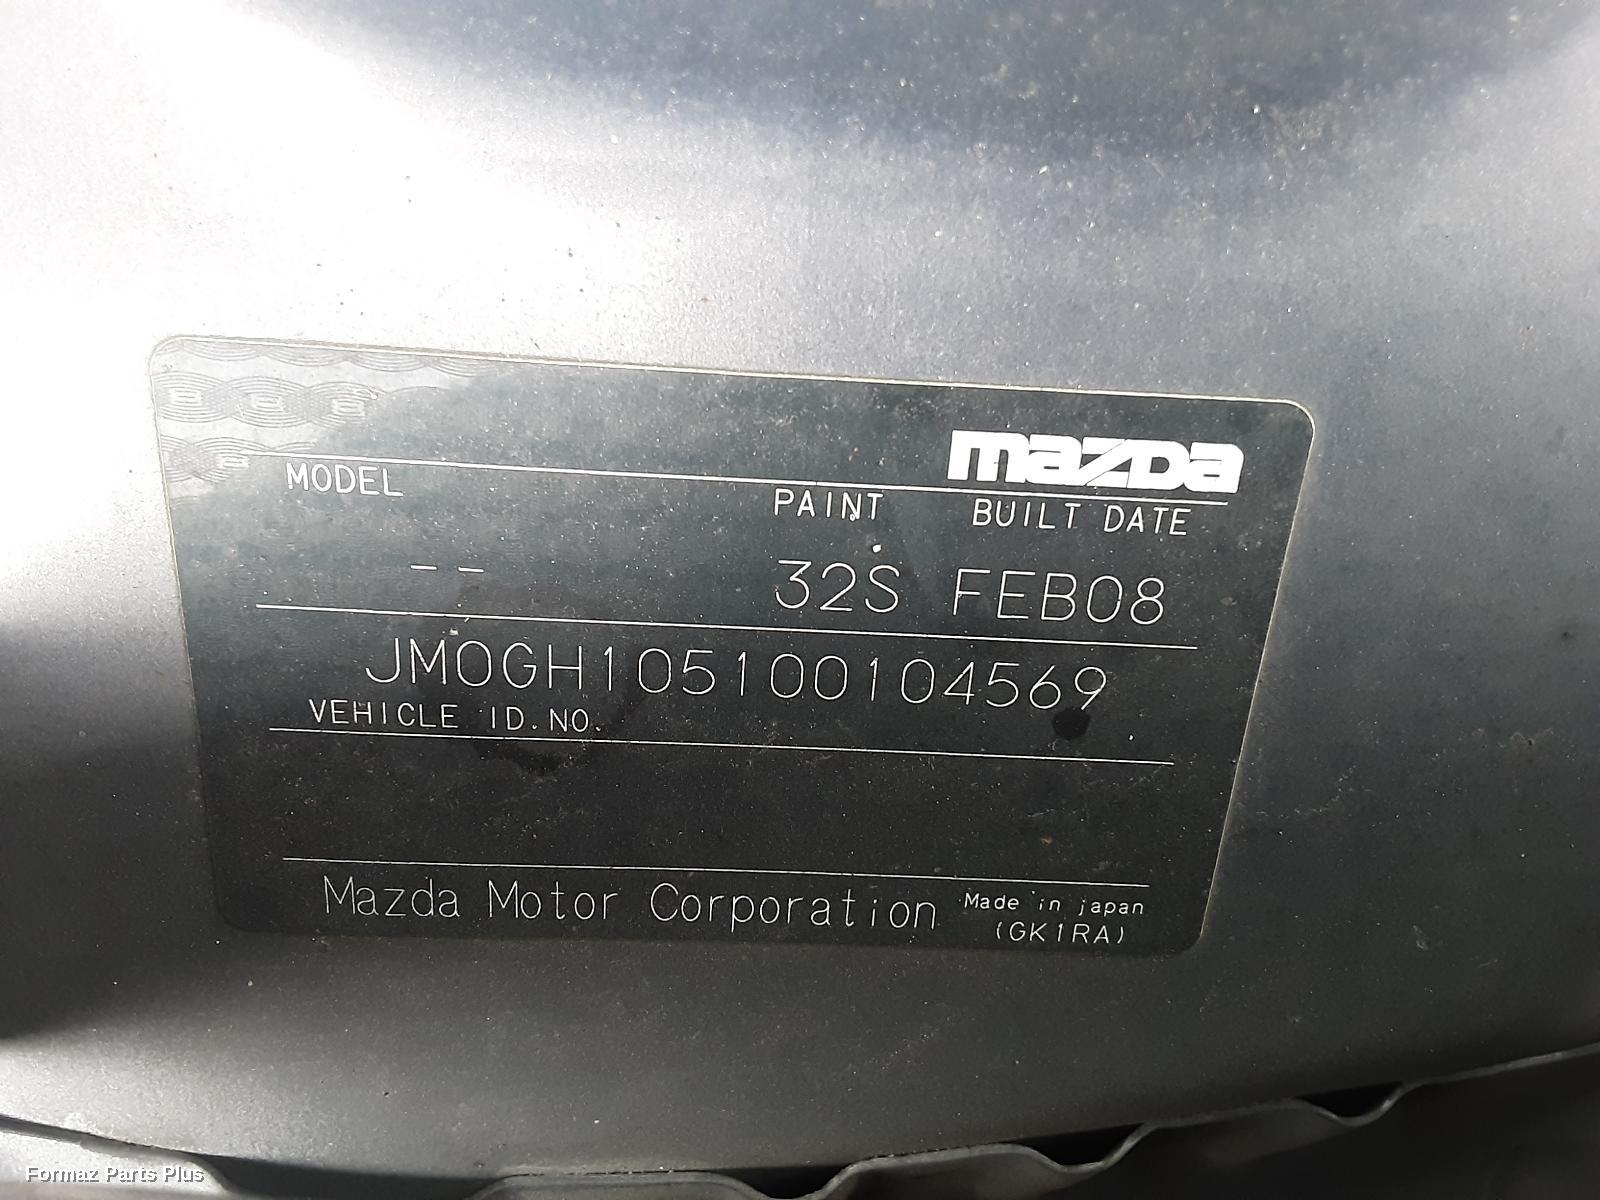 mazda
MODEL PAINT BUILT DATE
-- 32S FEB08
JM0GH105100104569
VEHICLE ID.NO.
Mazda Motor Corporation Made in japan
(GK1RA)
Formaz Parts Plus